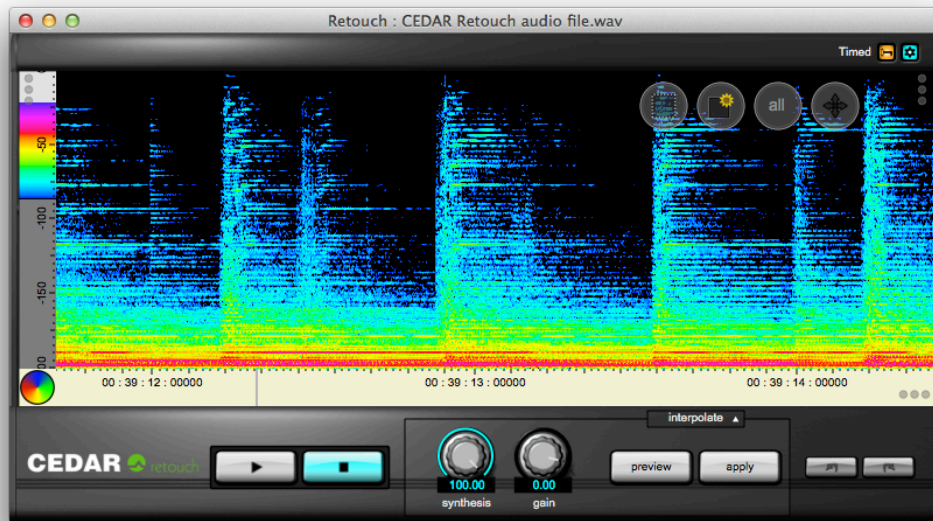 Retouch : CEDAR Retouch audio file.wav
Timed
all
-50
-100
-150
00 : 39 : 12 : 00000
00 : 39 : 13 : 00000
00 : 39 : 14 : 00000
interpolate ▲
CEDAR retouch
100.00
0.00
preview
apply
synthesis
gain